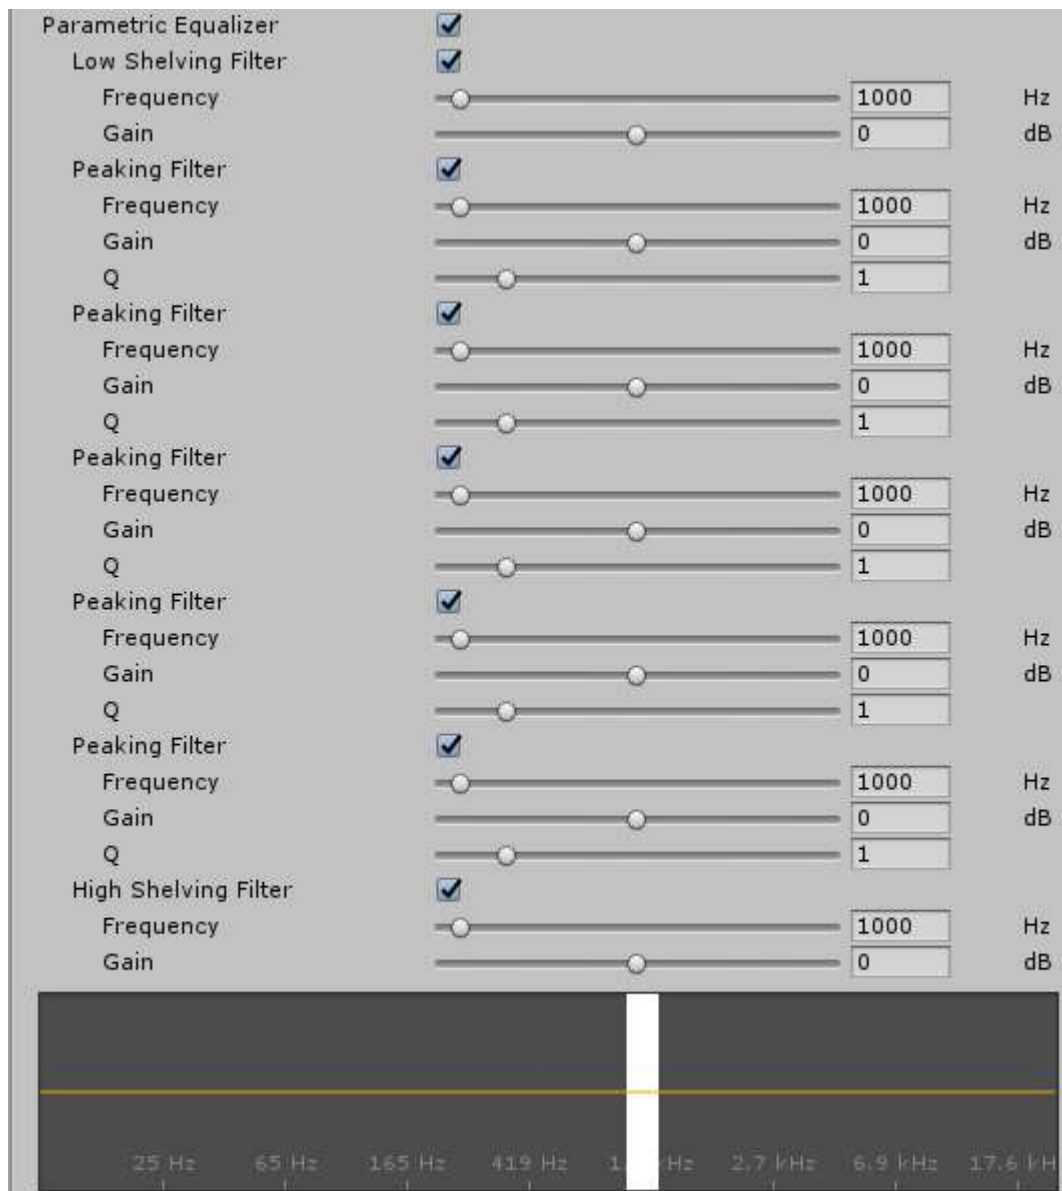 Parametric Equalizer
Low Shelving Filter
Frequency 1000 Hz
Gain 0 dB
Peaking Filter
Frequency 1000 Hz
Gain 0 dB
Q 1
Peaking Filter
Frequency 1000 Hz
Gain 0 dB
Q 1
Peaking Filter
Frequency 1000 Hz
Gain 0 dB
Q 1
Peaking Filter
Frequency 1000 Hz
Gain 0 dB
Q 1
Peaking Filter
Frequency 1000 Hz
Gain 0 dB
Q 1
High Shelving Filter
Frequency 1000 Hz
Gain 0 dB
25 Hz 65 Hz 165 Hz 419 Hz 2.7 kHz 6.9 kHz 17.6 kH